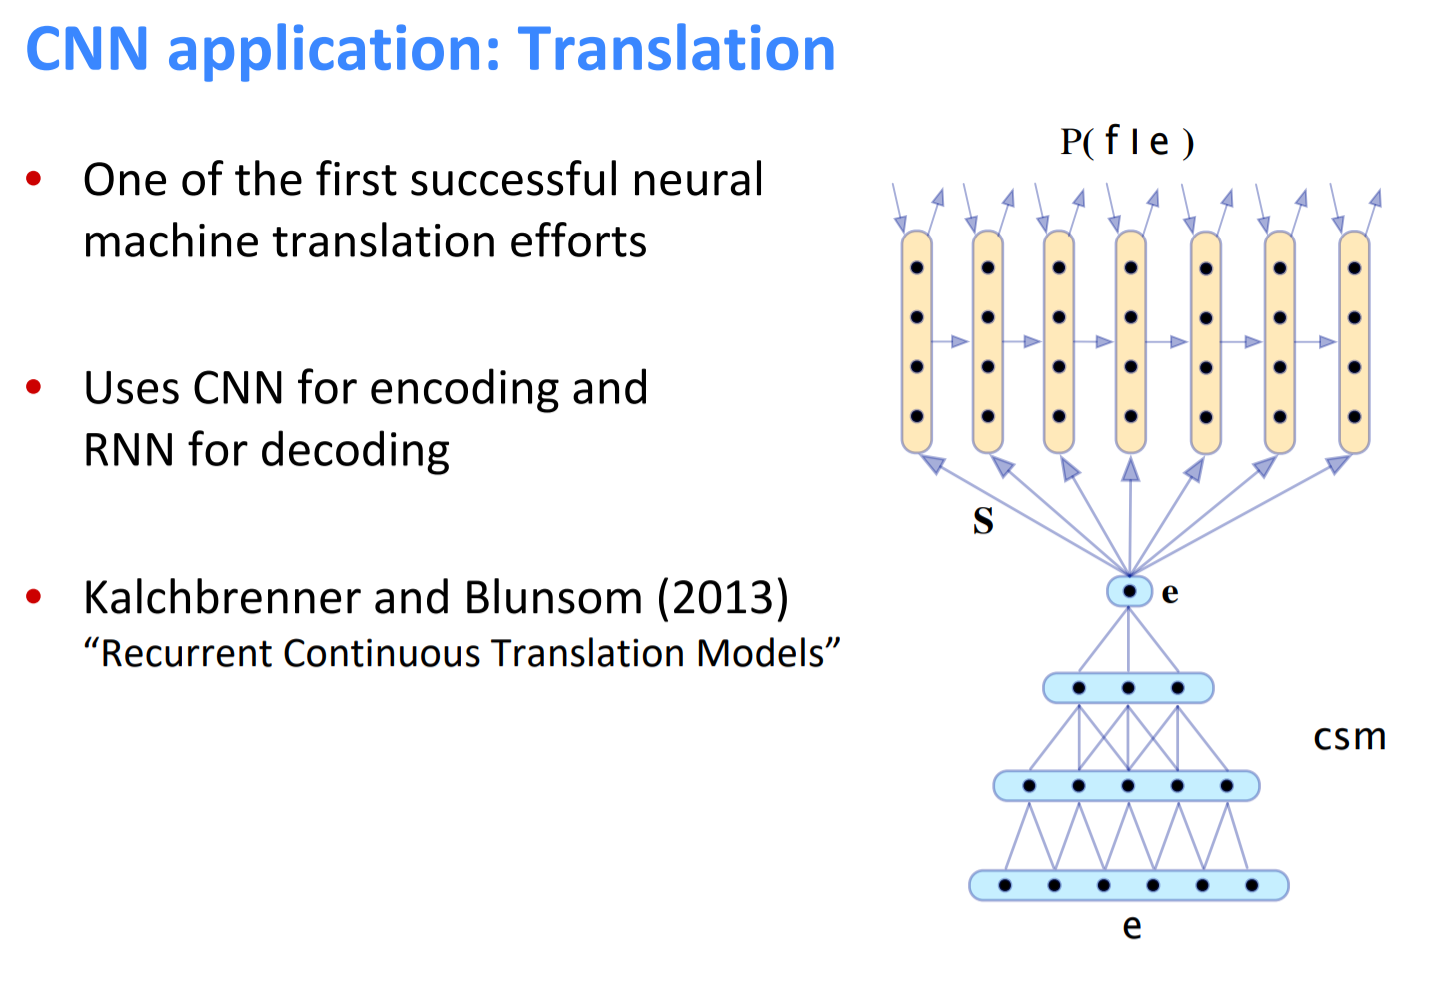 CNN application: Translation
• One of the first successful neural
machine translation efforts
• Uses CNN for encoding and
RNN for decoding
• Kalchbrenner and Blunsom (2013)
“Recurrent Continuous Translation Models”
P( f I e )
S
e
csm
e